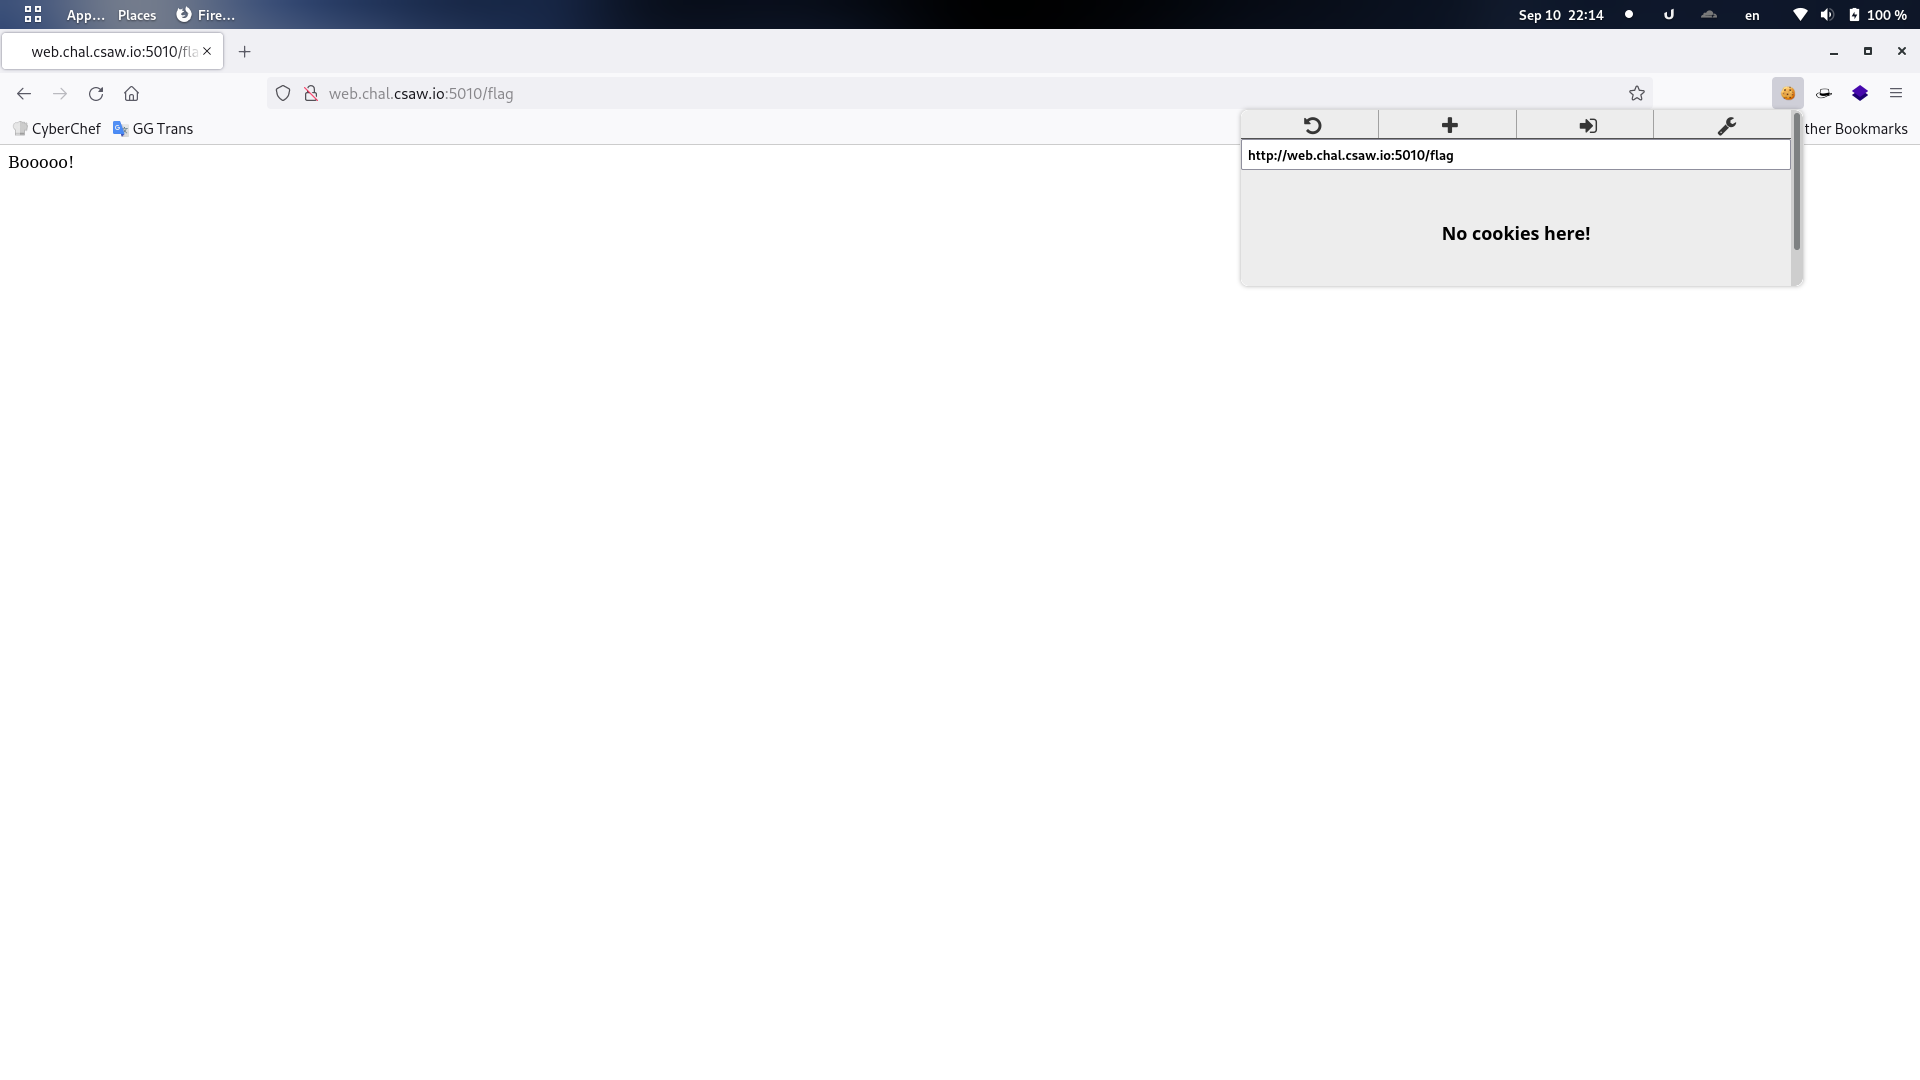 App... Places Fire... Sep 10 22:14 en 100 %
web.chal.csaw.io:5010/fla
web.chal.csaw.io:5010/flag
CyberChef GG Trans ther Bookmarks
Booooo!
http://web.chal.csaw.io:5010/flag
No cookies here!